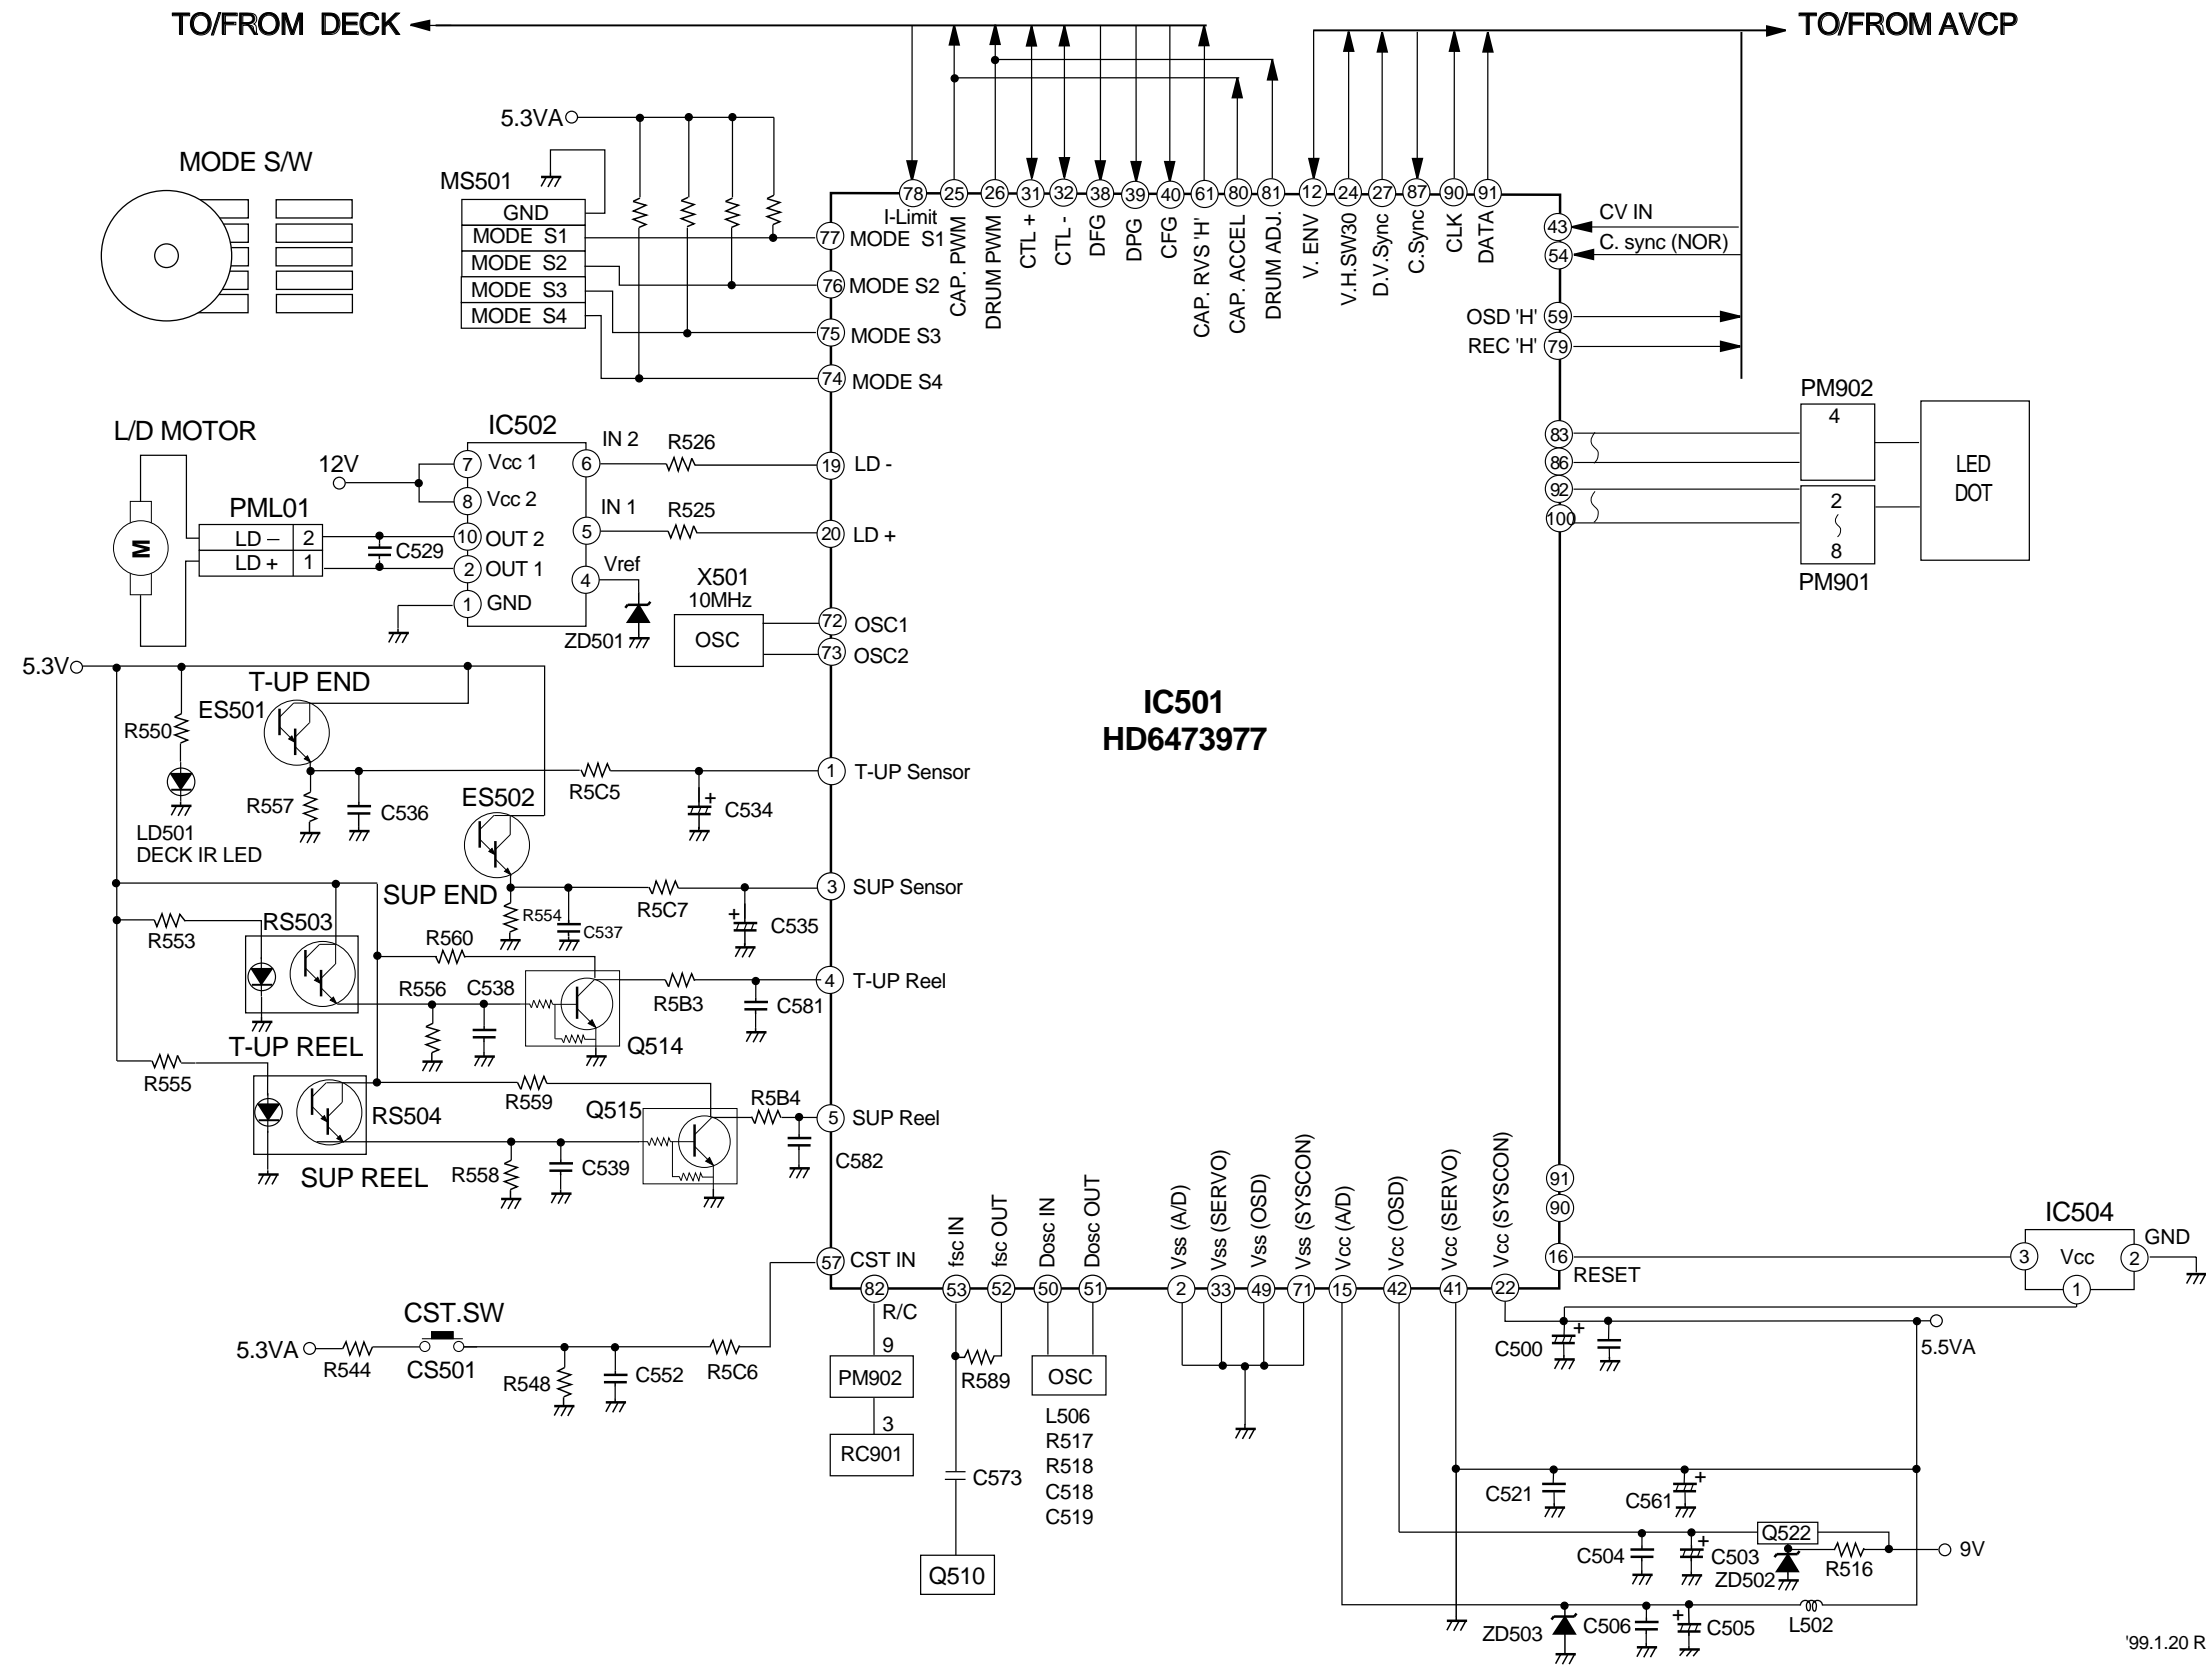 TO/FROM DECK
TO/FROM AVCP
5.3VA
MODE S/W
MS501
GND
MODE S1
MODE S2
MODE S3
MODE S4
78
25
26
31
32
38
39
40
61
80
81
12
24
27
87
90
91
I-Limit
CAP. PWM
DRUM PWM
CTL +
CTL -
DFG
DPG
CFG
CAP. RVS 'H'
CAP. ACCEL
DRUM ADJ.
V. ENV
V.H.SW30
D.V.Sync
C.Sync
CLK
DATA
77 MODE S1
76 MODE S2
75 MODE S3
74 MODE S4
43 CV IN
54 C. sync (NOR)
OSD 'H' 59
REC 'H' 79
PM902
4
83
86
92
100
2
8
PM901
LED
DOT
L/D MOTOR
M
12V
PML01
LD – 2
LD + 1
C529
IC502
7 Vcc 1
8 Vcc 2
10 OUT 2
2 OUT 1
1 GND
6 IN 2
5 IN 1
4 Vref
ZD501
R526
R525
19 LD -
20 LD +
X501
10MHz
OSC
72 OSC1
73 OSC2
IC501
HD6473977
5.3V
T-UP END
ES501
R550
LD501
DECK IR LED
R557
C536
R5C5
C534
1 T-UP Sensor
ES502
SUP END
R554
C537
R5C7
C535
3 SUP Sensor
R553
RS503
R560
R556
C538
R5B3
C581
4 T-UP Reel
T-UP REEL
Q514
R555
RS504
R559
Q515
R5B4
5 SUP Reel
C582
SUP REEL
R558
C539
57 CST IN
82
R/C
53
52
50
51
fsc IN
fsc OUT
Dosc IN
Dosc OUT
2
33
49
71
15
42
41
22
Vss (A/D)
Vss (SERVO)
Vss (OSD)
Vss (SYSCON)
Vcc (A/D)
Vcc (OSD)
Vcc (SERVO)
Vcc (SYSCON)
91
90
16
RESET
IC504
3 Vcc 2
1
GND
CST.SW
5.3VA
R544
CS501
R548
C552
R5C6
9
PM902
3
RC901
R589
OSC
L506
R517
R518
C518
C519
C573
Q510
C500
5.5VA
C521
C561
C504
C503
Q522
ZD502
R516
9V
ZD503
C506
C505
L502
'99.1.20 R